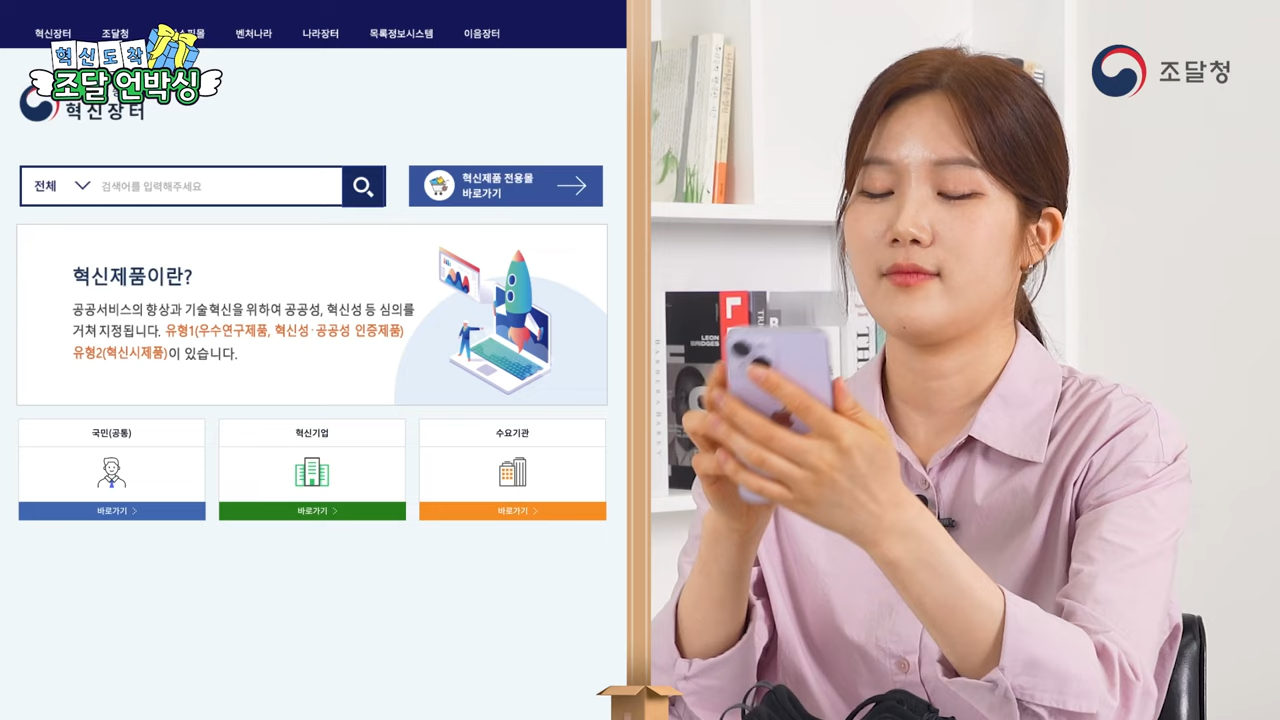 혁신장터 조달청 쇼핑몰 벤처나라 나라장터 목록정보시스템 이음장터
혁신도착
조달언박싱
혁신장터
조달청
전체 검색어를 입력해주세요
혁신제품 전용몰
바로가기
혁신제품이란?
공공서비스의 향상과 기술혁신을 위하여 공공성, 혁신성 등 심의를
거쳐 지정됩니다. 유형1(우수연구제품, 혁신성·공공성 인증제품)
유형2(혁신시제품)이 있습니다.
국민(공통) 혁신기업 수요기관
바로가기 > 바로가기 > 바로가기 >
LEON
BRIDGES